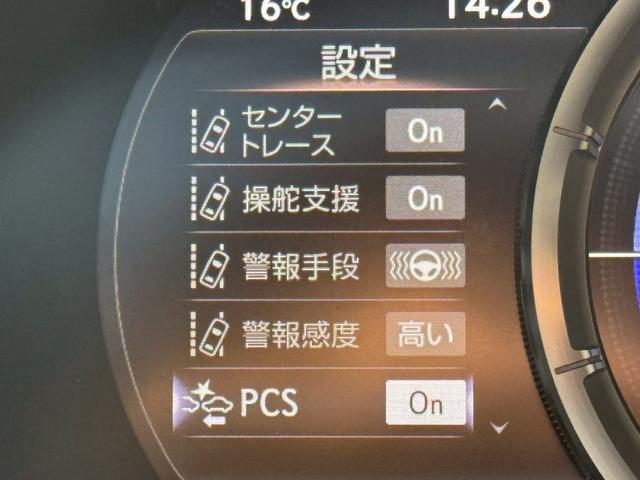 16℃
14:26
設定
センター
トレース
On
操舵支援 On
警報手段
警報感度 高い
PCS On